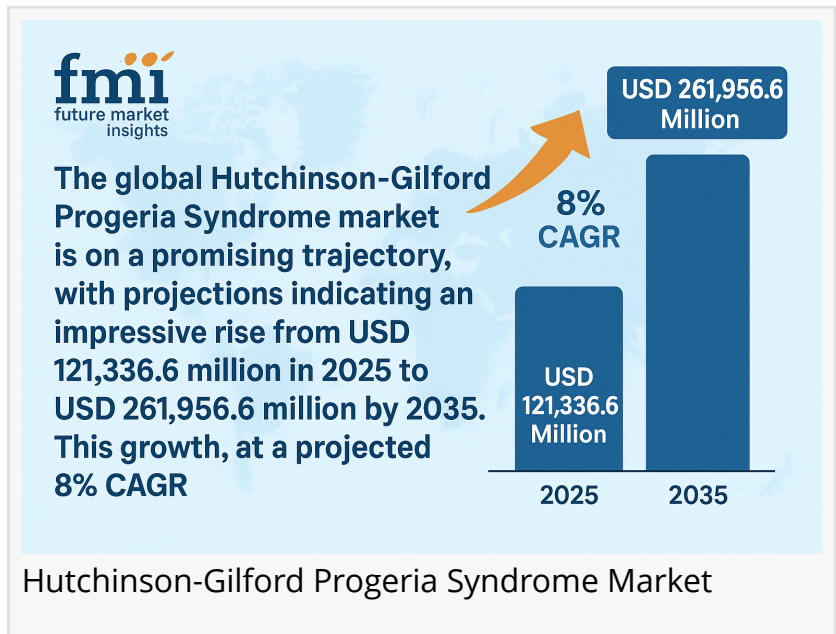 fmi
future market
insights
The global Hutchinson-Gilford
Progeria Syndrome market
is on a promising trajectory,
with projections indicating an
impressive rise from USD
121,336.6 million in 2025 to
USD 261,956.6 million by 2035.
This growth, at a projected
8% CAGR
USD 261,956.6
Million
8%
CAGR
USD
121,336.6
Million
2025
2035
Hutchinson-Gilford Progeria Syndrome Market